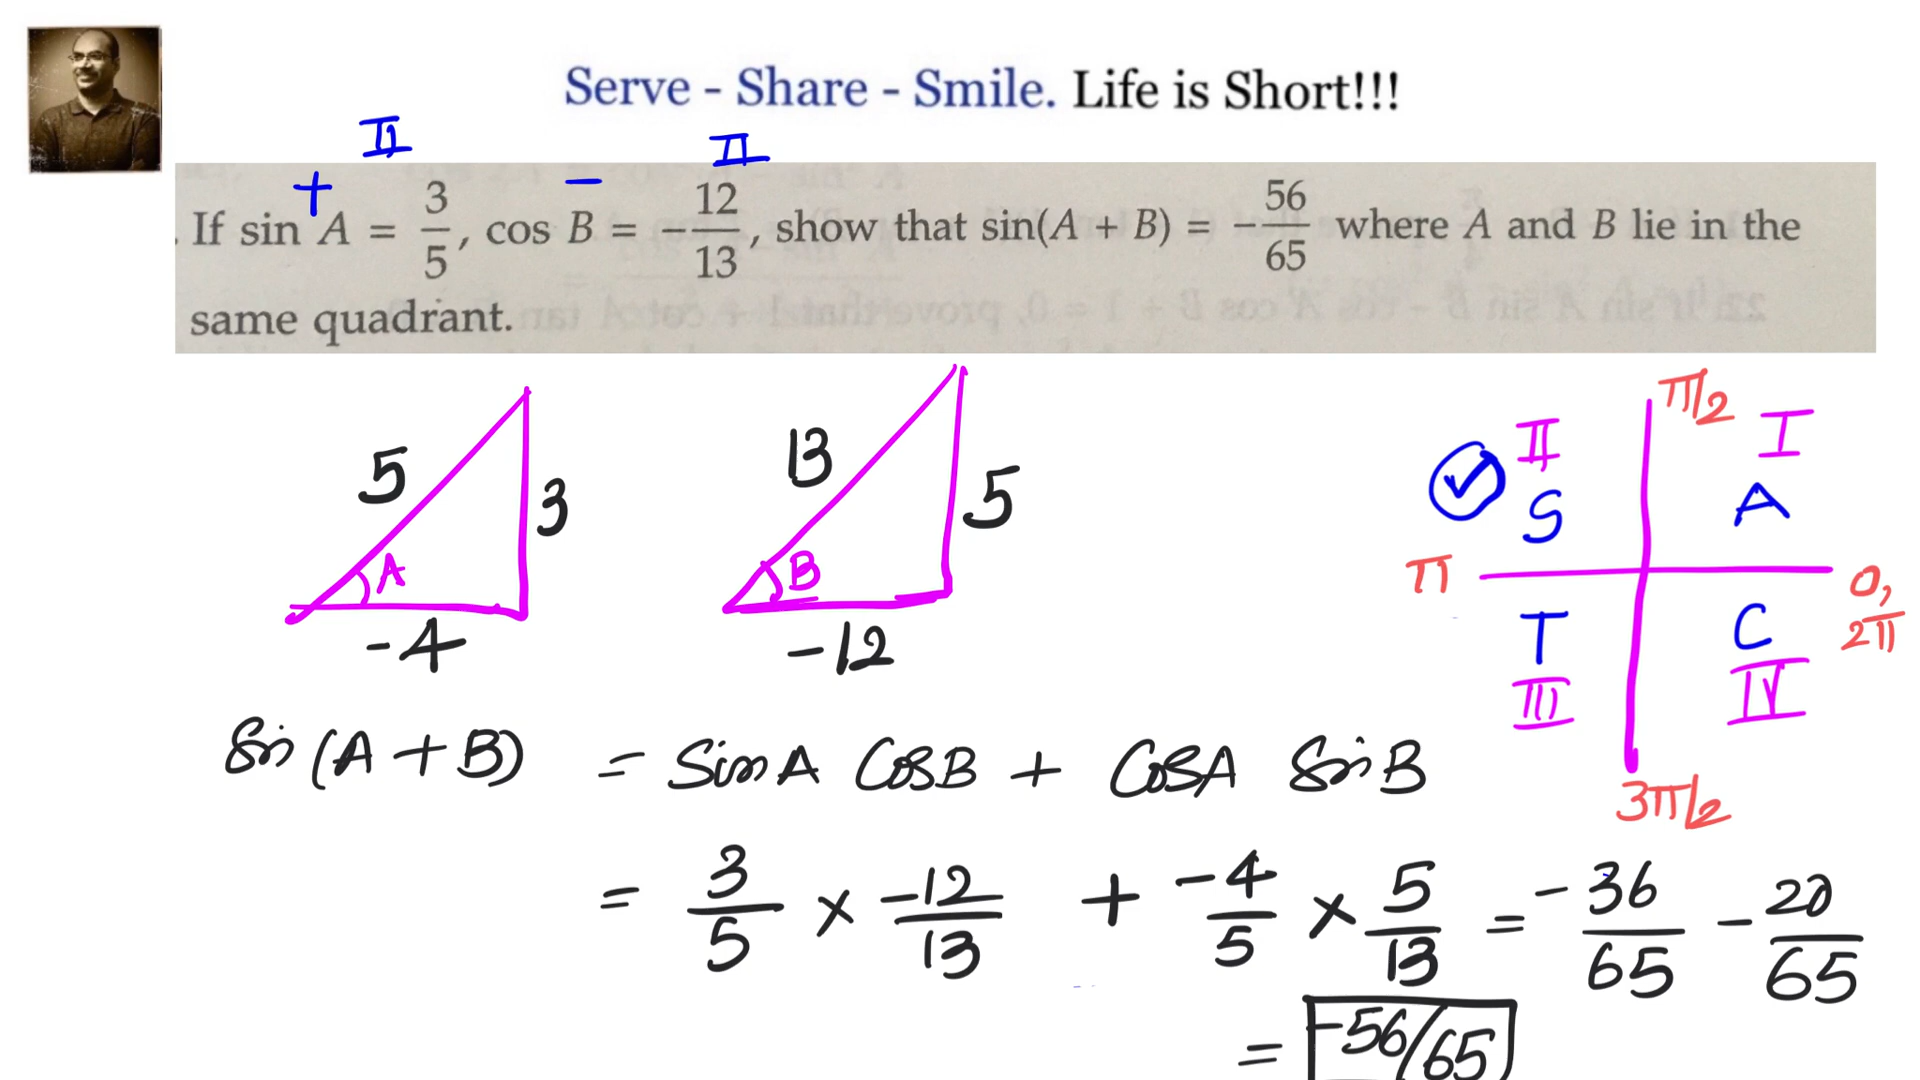 Serve - Share - Smile. Life is Short!!!
II II
+ −
. If sin A = 3/5, cos B = −12/13, show that sin(A + B) = −56/65 where A and B lie in the
same quadrant.
5 3 A -4
13 5 B -12
π/2
II I
S A
π 0, 2π
T C
III IV
3π/2
Sin (A + B) = Sin A Cos B + Cos A Sin B
= 3/5 × -12/13 + -4/5 × 5/13 = -36/65 - 20/65
= -56/65